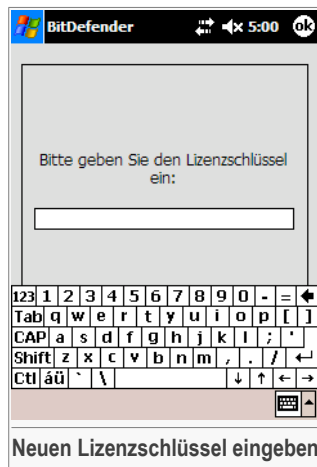 BitDefender 5:00 ok
Bitte geben Sie den Lizenzschlüssel
ein:
123 1 2 3 4 5 6 7 8 9 0 - =
Tab q w e r t y u i o p [ ]
CAP a s d f g h j k l ; '
Shift z x c v b n m , . /
Ctl áü ` \
Neuen Lizenzschlüssel eingeben